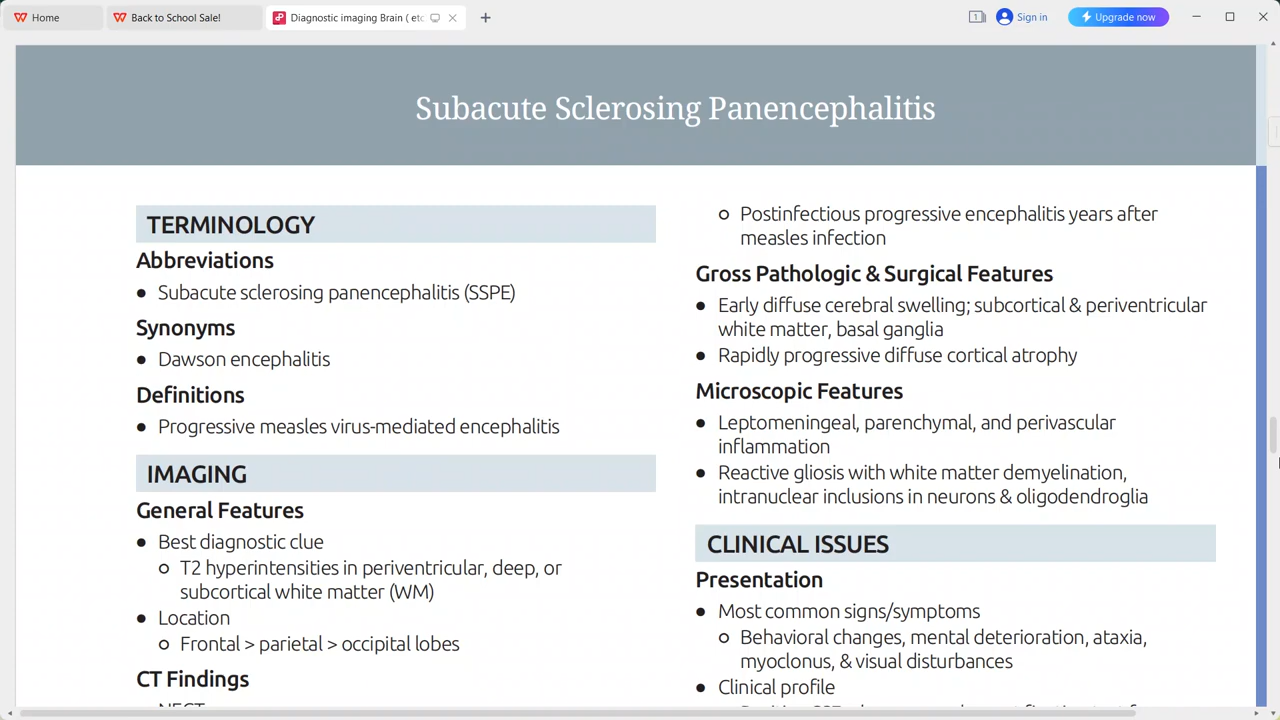 Home
Back to School Sale!
Diagnostic imaging Brain ( etc
1
Sign in
Upgrade now
Subacute Sclerosing Panencephalitis
TERMINOLOGY
Abbreviations
● Subacute sclerosing panencephalitis (SSPE)
Synonyms
● Dawson encephalitis
Definitions
● Progressive measles virus-mediated encephalitis
IMAGING
General Features
● Best diagnostic clue
○ T2 hyperintensities in periventricular, deep, or
subcortical white matter (WM)
● Location
○ Frontal > parietal > occipital lobes
CT Findings
○ Postinfectious progressive encephalitis years after
measles infection
Gross Pathologic & Surgical Features
● Early diffuse cerebral swelling; subcortical & periventricular
white matter, basal ganglia
● Rapidly progressive diffuse cortical atrophy
Microscopic Features
● Leptomeningeal, parenchymal, and perivascular
inflammation
● Reactive gliosis with white matter demyelination,
intranuclear inclusions in neurons & oligodendroglia
CLINICAL ISSUES
Presentation
● Most common signs/symptoms
○ Behavioral changes, mental deterioration, ataxia,
myoclonus, & visual disturbances
● Clinical profile